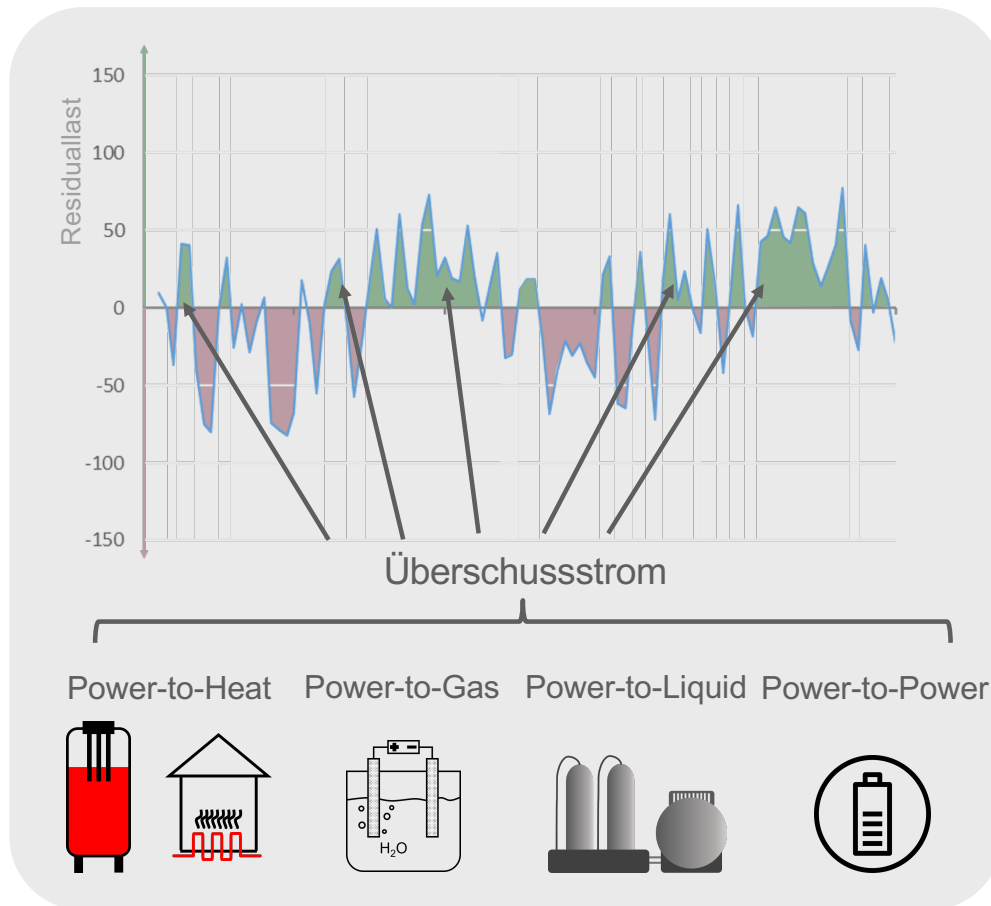 Residuallast
150
100
50
0
-50
-100
-150
Überschussstrom
Power-to-Heat Power-to-Gas Power-to-Liquid Power-to-Power
+ -
H₂O